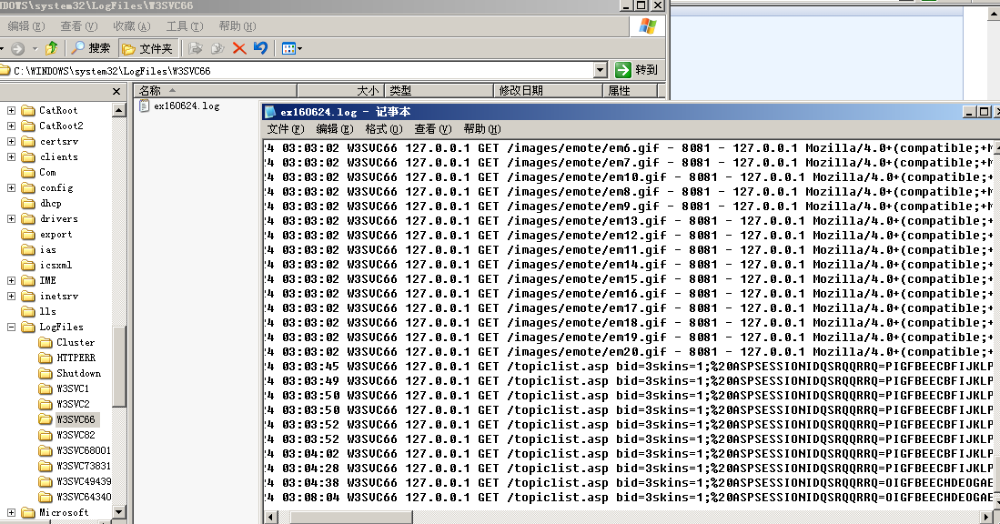 DOWS\system32\LogFiles\W3SVC66
编辑(E) 查看(V) 收藏(A) 工具(T) 帮助(H)
搜索 文件夹
C:\WINDOWS\system32\LogFiles\W3SVC66 转到
名称 大小 类型 修改日期 属性
ex160624.log
CatRoot
CatRoot2
certsrv
clients
Com
config
dhcp
drivers
export
ias
icsxml
IME
inetsrv
lls
LogFiles
Cluster
HTTPERR
Shutdown
W3SVC1
W3SVC2
W3SVC66
W3SVC82
W3SVC68001
W3SVC73831
W3SVC49439
W3SVC64340
Microsoft
ex160624.log - 记事本
文件(F) 编辑(E) 格式(O) 查看(V) 帮助(H)
24 03:03:02 W3SVC66 127.0.0.1 GET /images/emote/em6.gif - 8081 - 127.0.0.1 Mozilla/4.0+(compatible;+M
24 03:03:02 W3SVC66 127.0.0.1 GET /images/emote/em7.gif - 8081 - 127.0.0.1 Mozilla/4.0+(compatible;+M
24 03:03:02 W3SVC66 127.0.0.1 GET /images/emote/em10.gif - 8081 - 127.0.0.1 Mozilla/4.0+(compatible;+
24 03:03:02 W3SVC66 127.0.0.1 GET /images/emote/em8.gif - 8081 - 127.0.0.1 Mozilla/4.0+(compatible;+M
24 03:03:02 W3SVC66 127.0.0.1 GET /images/emote/em9.gif - 8081 - 127.0.0.1 Mozilla/4.0+(compatible;+M
24 03:03:02 W3SVC66 127.0.0.1 GET /images/emote/em13.gif - 8081 - 127.0.0.1 Mozilla/4.0+(compatible;+
24 03:03:02 W3SVC66 127.0.0.1 GET /images/emote/em12.gif - 8081 - 127.0.0.1 Mozilla/4.0+(compatible;+
24 03:03:02 W3SVC66 127.0.0.1 GET /images/emote/em11.gif - 8081 - 127.0.0.1 Mozilla/4.0+(compatible;+
24 03:03:02 W3SVC66 127.0.0.1 GET /images/emote/em14.gif - 8081 - 127.0.0.1 Mozilla/4.0+(compatible;+
24 03:03:02 W3SVC66 127.0.0.1 GET /images/emote/em15.gif - 8081 - 127.0.0.1 Mozilla/4.0+(compatible;+
24 03:03:02 W3SVC66 127.0.0.1 GET /images/emote/em16.gif - 8081 - 127.0.0.1 Mozilla/4.0+(compatible;+
24 03:03:02 W3SVC66 127.0.0.1 GET /images/emote/em17.gif - 8081 - 127.0.0.1 Mozilla/4.0+(compatible;+
24 03:03:02 W3SVC66 127.0.0.1 GET /images/emote/em18.gif - 8081 - 127.0.0.1 Mozilla/4.0+(compatible;+
24 03:03:02 W3SVC66 127.0.0.1 GET /images/emote/em19.gif - 8081 - 127.0.0.1 Mozilla/4.0+(compatible;+
24 03:03:02 W3SVC66 127.0.0.1 GET /images/emote/em20.gif - 8081 - 127.0.0.1 Mozilla/4.0+(compatible;+
24 03:03:45 W3SVC66 127.0.0.1 GET /topiclist.asp bid=3skins=1;%20ASPSESSIONIDQSRQQRRQ=PIGFBEECBFIJKLP
24 03:03:49 W3SVC66 127.0.0.1 GET /topiclist.asp bid=3skins=1;%20ASPSESSIONIDQSRQQRRQ=PIGFBEECBFIJKLP
24 03:03:50 W3SVC66 127.0.0.1 GET /topiclist.asp bid=3skins=1;%20ASPSESSIONIDQSRQQRRQ=PIGFBEECBFIJKLP
24 03:03:50 W3SVC66 127.0.0.1 GET /topiclist.asp bid=3skins=1;%20ASPSESSIONIDQSRQQRRQ=PIGFBEECBFIJKLP
24 03:03:52 W3SVC66 127.0.0.1 GET /topiclist.asp bid=3skins=1;%20ASPSESSIONIDQSRQQRRQ=PIGFBEECBFIJKLP
24 03:03:52 W3SVC66 127.0.0.1 GET /topiclist.asp bid=3skins=1;%20ASPSESSIONIDQSRQQRRQ=PIGFBEECBFIJKLP
24 03:04:02 W3SVC66 127.0.0.1 GET /topiclist.asp bid=3skins=1;%20ASPSESSIONIDQSRQQRRQ=PIGFBEECBFIJKLP
24 03:04:28 W3SVC66 127.0.0.1 GET /topiclist.asp bid=3skins=1;%20ASPSESSIONIDQSRQQRRQ=PIGFBEECBFIJKLP
24 03:04:38 W3SVC66 127.0.0.1 GET /topiclist.asp bid=3skins=1;%20ASPSESSIONIDQSRQQRRQ=OIGFBEECHDEOGAE
24 03:08:04 W3SVC66 127.0.0.1 GET /topiclist.asp bid=3skins=1;%20ASPSESSIONIDQSRQQRRQ=OIGFBEECHDEOGAE